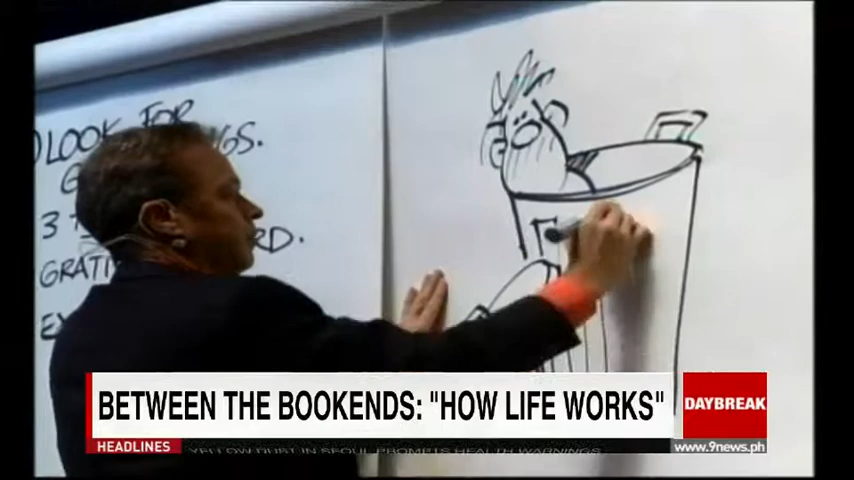 LOOK FOR
GS.
3
RD.
GRATI
BETWEEN THE BOOKENDS: "HOW LIFE WORKS"
DAYBREAK
HEADLINES
YELLOW DUST IN SEOUL PROMPTS HEALTH WARNINGS
www.9news.ph